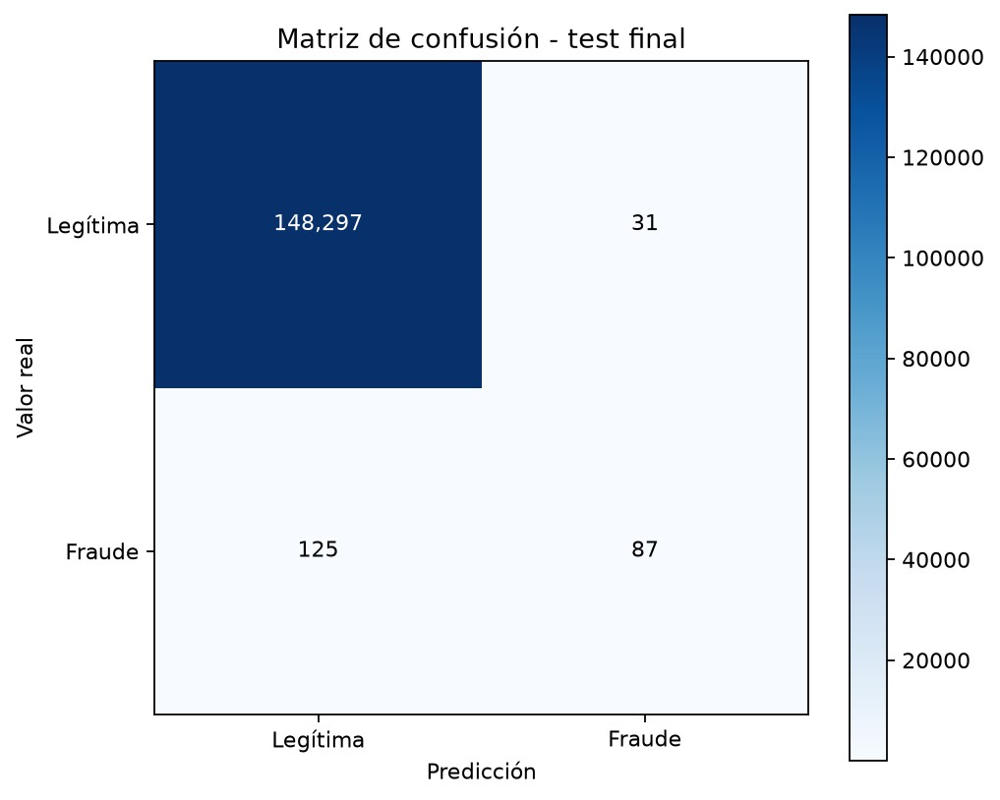 Matriz de confusión - test final
Legítima
148,297
31
Valor real
Fraude
125
87
Legítima
Fraude
Predicción
140000
120000
100000
80000
60000
40000
20000